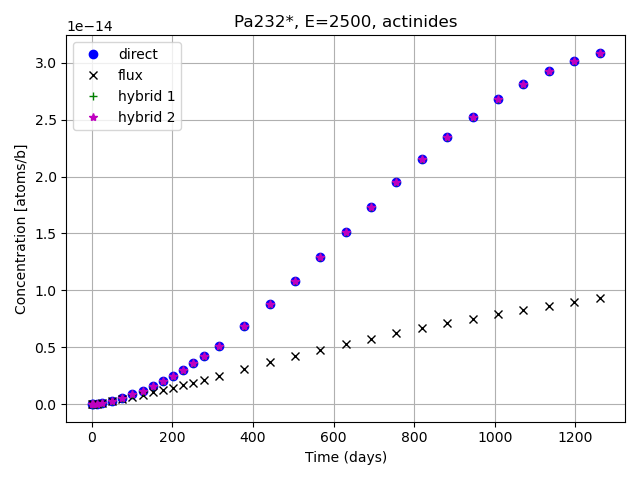 Pa232*, E=2500, actinides
1e−14
direct
flux
hybrid 1
hybrid 2
3.0
2.5
2.0
1.5
1.0
0.5
0.0
Concentration [atoms/b]
0 200 400 600 800 1000 1200
Time (days)